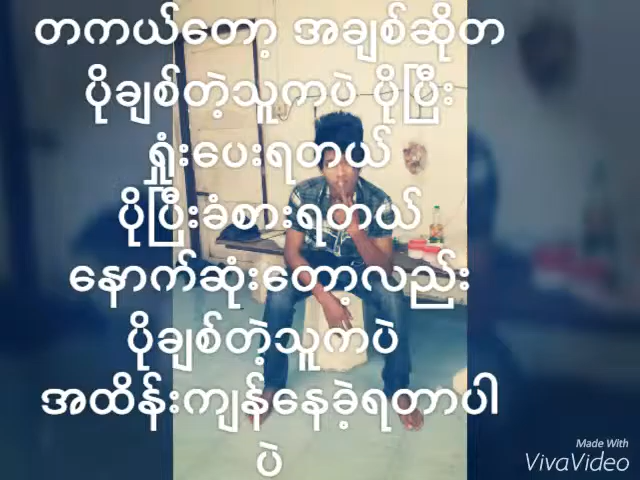 တကယ်တော့ အချစ်ဆိုတ
ပိုချစ်တဲ့သူကပဲ ပိုပြီး
ရှုံးပေးရတယ်
ပိုပြီးခံစားရတယ်
နောက်ဆုံးတော့လည်း
ပိုချစ်တဲ့သူကပဲ
အထိန်းကျန်နေခဲ့ရတာပါ
ပဲ
Made With
VivaVideo